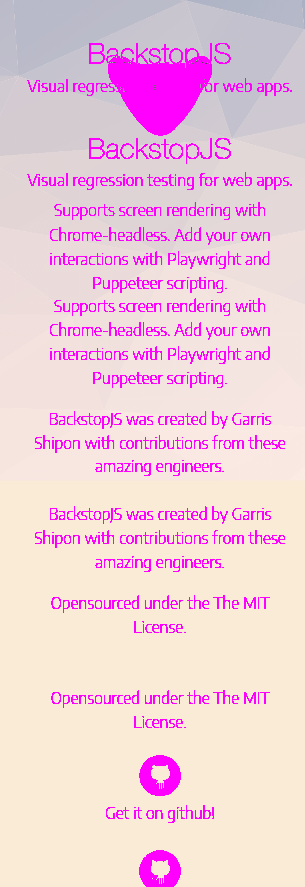 BackstopJS
Visual regression testing for web apps.
BackstopJS
Visual regression testing for web apps.
Supports screen rendering with
Chrome-headless. Add your own
interactions with Playwright and
Puppeteer scripting.
Supports screen rendering with
Chrome-headless. Add your own
interactions with Playwright and
Puppeteer scripting.
BackstopJS was created by Garris
Shipon with contributions from these
amazing engineers.
BackstopJS was created by Garris
Shipon with contributions from these
amazing engineers.
Opensourced under the The MIT
License.
Opensourced under the The MIT
License.
Get it on github!